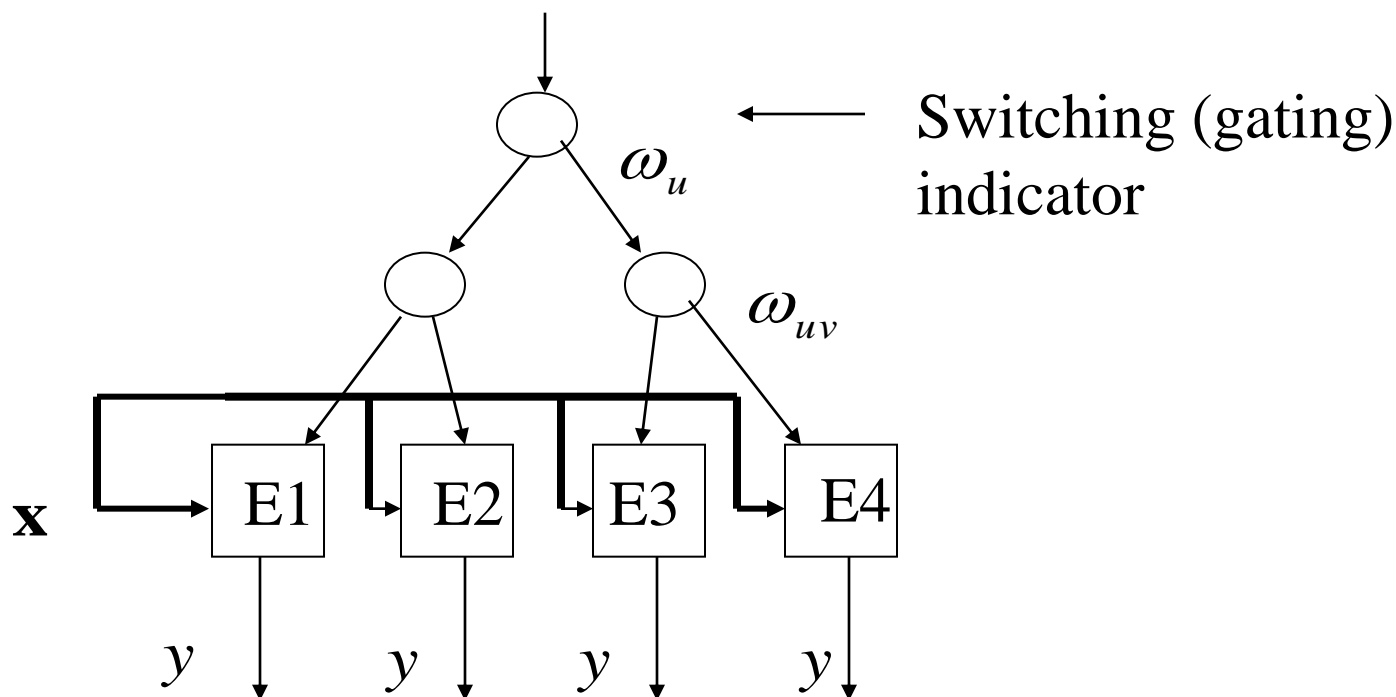 Switching (gating)
indicator
ω_u
ω_uv
x
E1 E2 E3 E4
y y y y